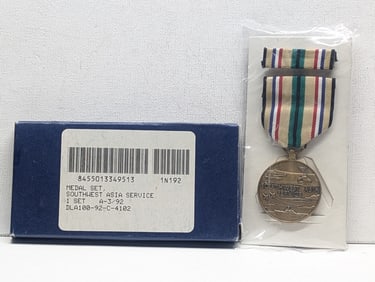 8455013349513 1N192
MEDAL SET,
SOUTHWEST ASIA SERVICE
1 SET A-3/92
DLA100-92-C-4102